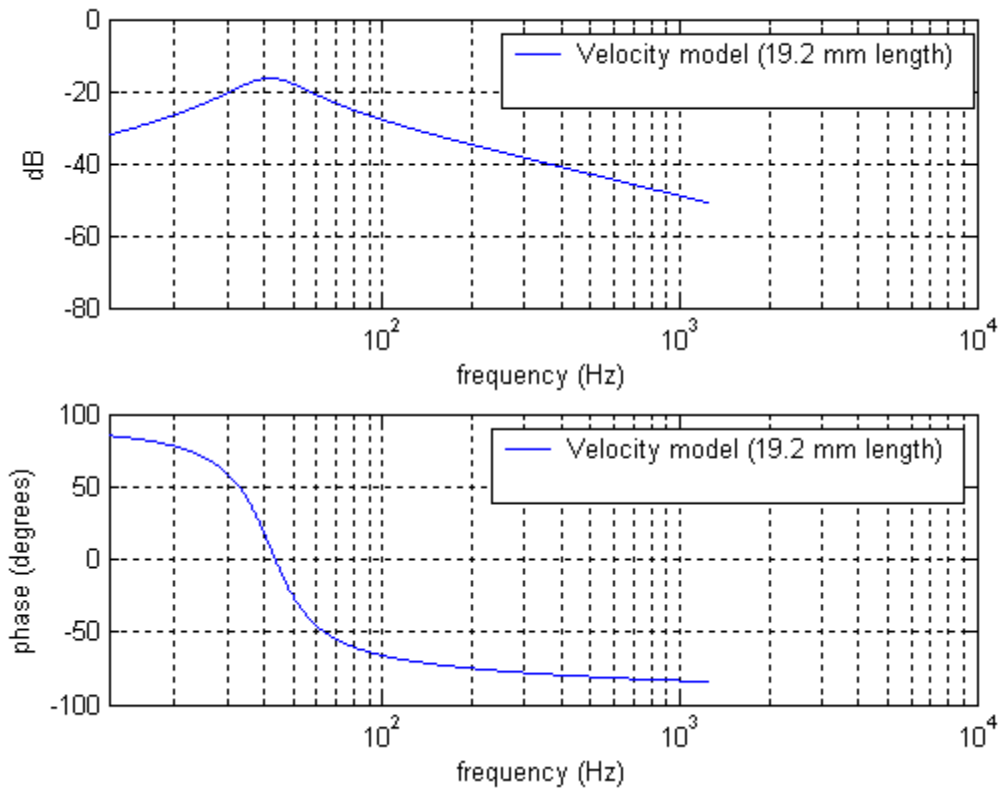 0
-20
-40
-60
-80
dB
Velocity model (19.2 mm length)
10^2
10^3
10^4
frequency (Hz)
100
50
0
-50
-100
phase (degrees)
Velocity model (19.2 mm length)
10^2
10^3
10^4
frequency (Hz)